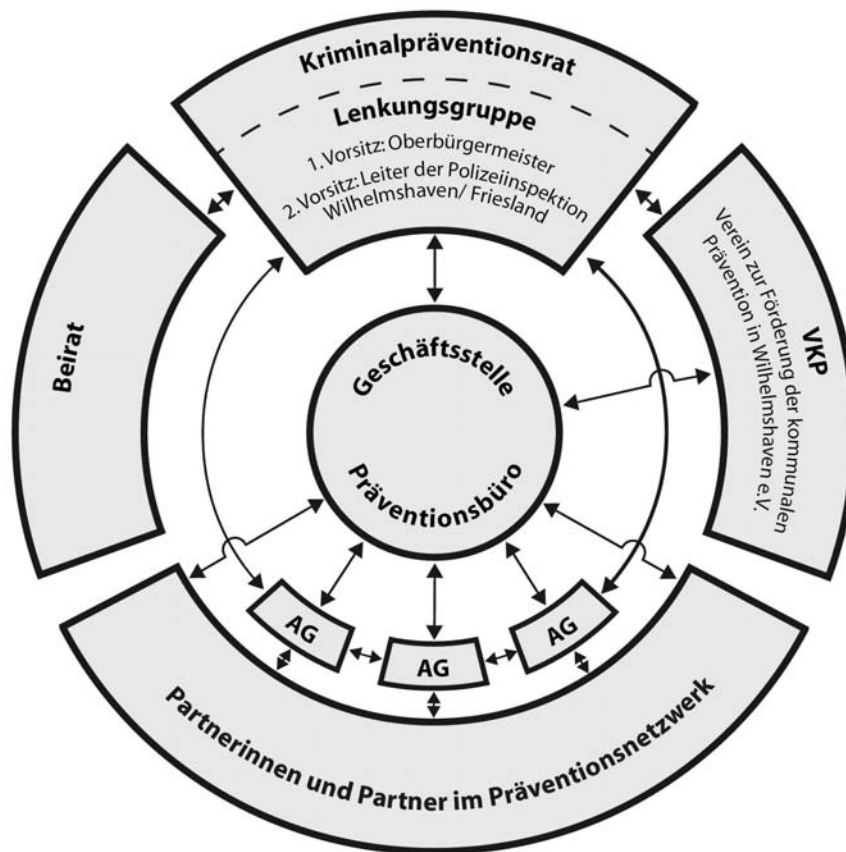 Kriminalpräventionsrat
Lenkungsgruppe
1. Vorsitz: Oberbürgermeister
2. Vorsitz: Leiter der Polizeiinspektion
Wilhelmshaven/ Friesland
Beirat
VKP
Verein zur Förderung der kommunalen
Prävention in Wilhelmshaven e.V.
Geschäftsstelle
Präventionsbüro
AG
AG
AG
Partnerinnen und Partner im Präventionsnetzwerk